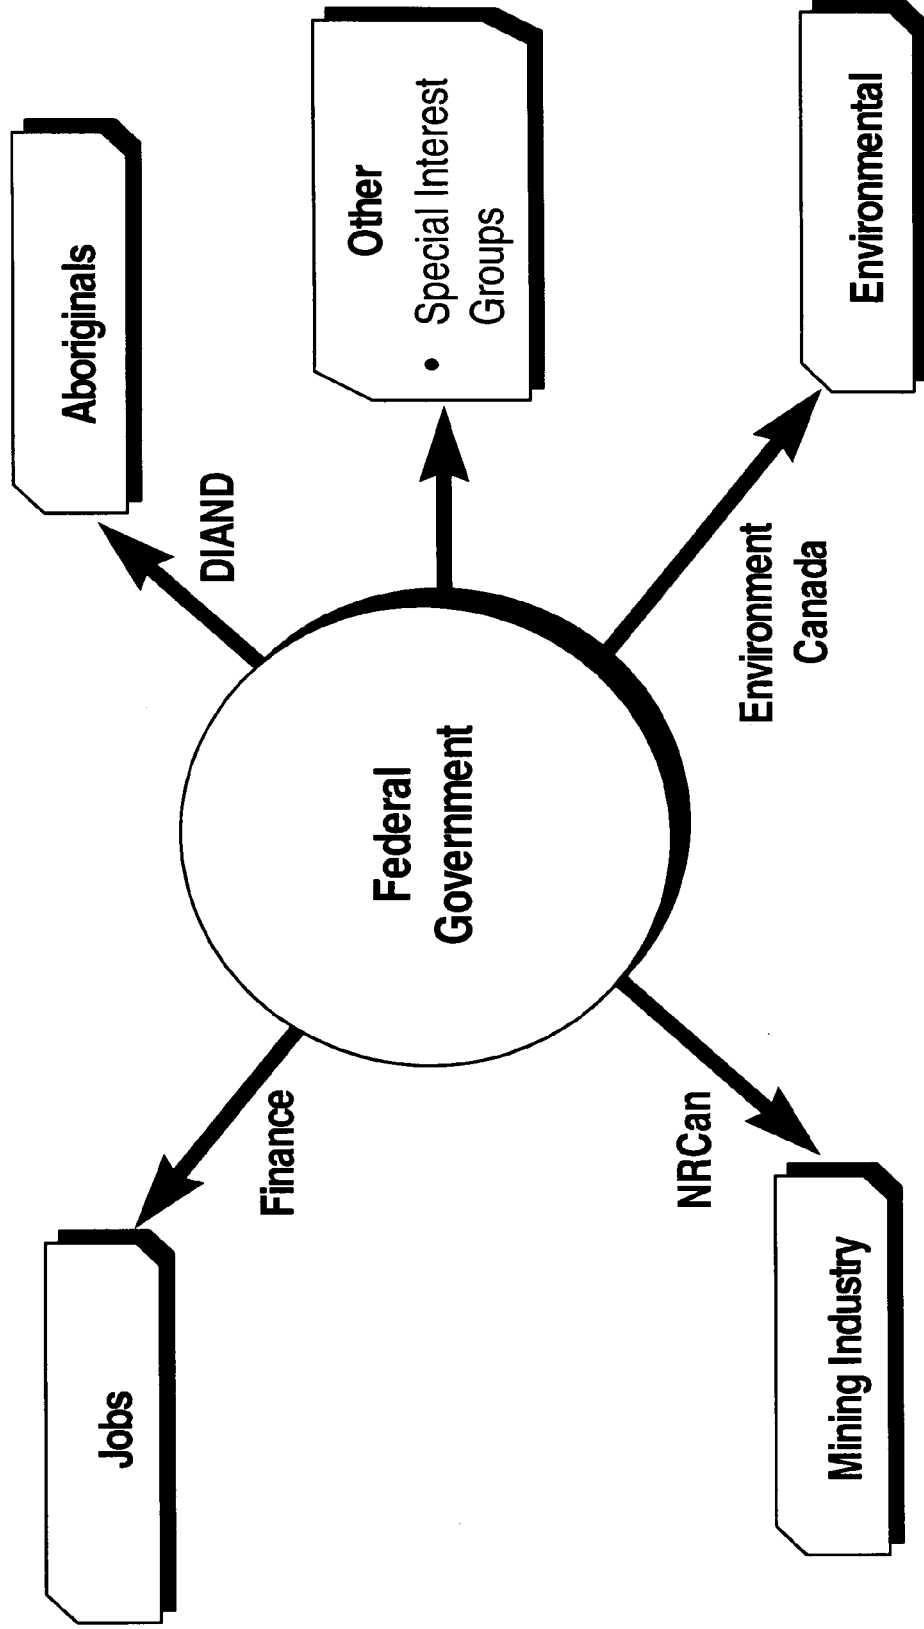 Jobs
Aboriginals
Finance
DIAND
Federal
Government
Other
• Special Interest
Groups
NRCan
Environment
Canada
Mining Industry
Environmental